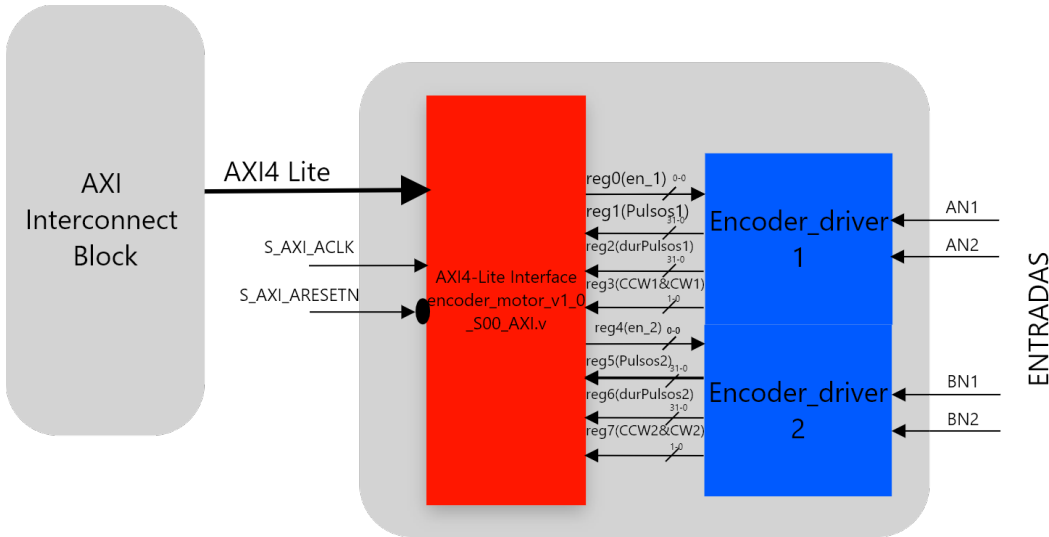 AXI
Interconnect
Block
AXI4 Lite
S_AXI_ACLK
S_AXI_ARESETN
AXI4-Lite Interface
encoder_motor_v1_0
_S00_AXI.v
reg0(en_1) 0-0
reg1(Pulsos1)
31-0
reg2(durPulsos1)
31-0
reg3(CCW1&CW1)
1-0
reg4(en_2) 0-0
reg5(Pulsos2)
31-0
reg6(durPulsos2)
31-0
reg7(CCW2&CW2)
1-0
Encoder_driver
1
Encoder_driver
2
AN1
AN2
BN1
BN2
ENTRADAS